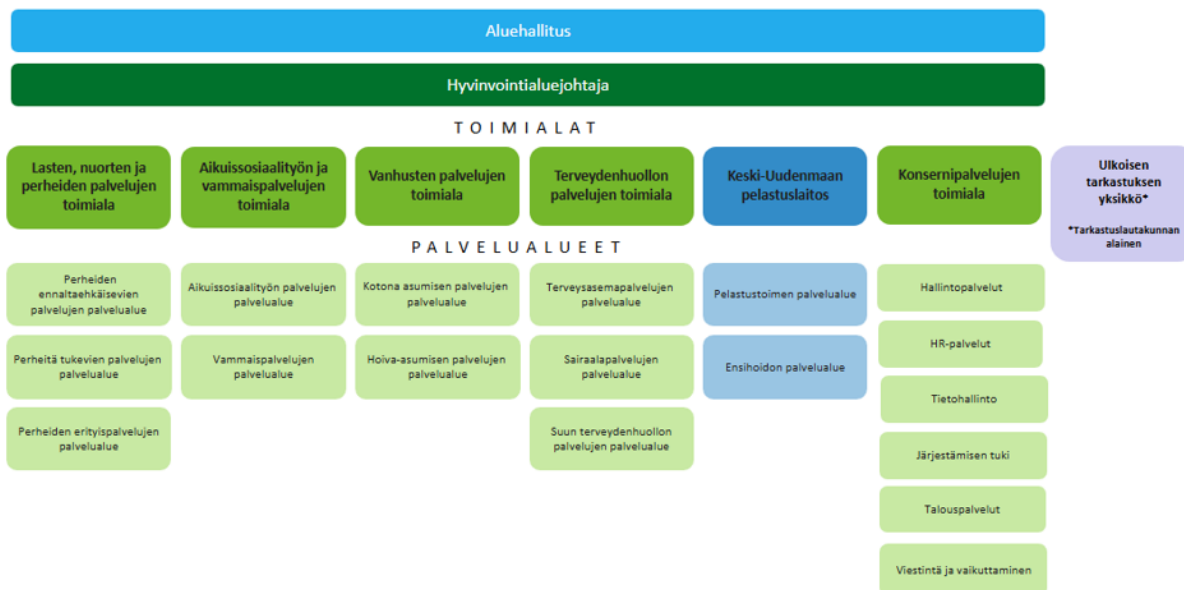 Aluehallitus
Hyvinvointialuejohtaja
TOIMIALAT
Lasten, nuorten ja
perheiden palvelujen
toimiala
Aikuissosiaalityön ja
vammaispalvelujen
toimiala
Vanhusten palvelujen
toimiala
Terveydenhuollon
palvelujen toimiala
Keski-Uudenmaan
pelastuslaitos
Konsernipalvelujen
toimiala
Ulkoisen
tarkastuksen
yksikkö*
*Tarkastuslautakunnan
alainen
PALVELUALUEET
Perheiden
ennaltaehkäisevien
palvelujen palvelualue
Perheitä tukevien palvelujen
palvelualue
Perheiden erityispalvelujen
palvelualue
Aikuissosiaalityön palvelujen
palvelualue
Vammaispalvelujen
palvelualue
Kotona asumisen palvelujen
palvelualue
Hoiva-asumisen palvelujen
palvelualue
Terveysasemapalvelujen
palvelualue
Sairaalapalvelujen
palvelualue
Suun terveydenhuollon
palvelujen palvelualue
Pelastustoimen palvelualue
Ensihoidon palvelualue
Hallintopalvelut
HR-palvelut
Tietohallinto
Järjestämisen tuki
Talouspalvelut
Viestintä ja vaikuttaminen